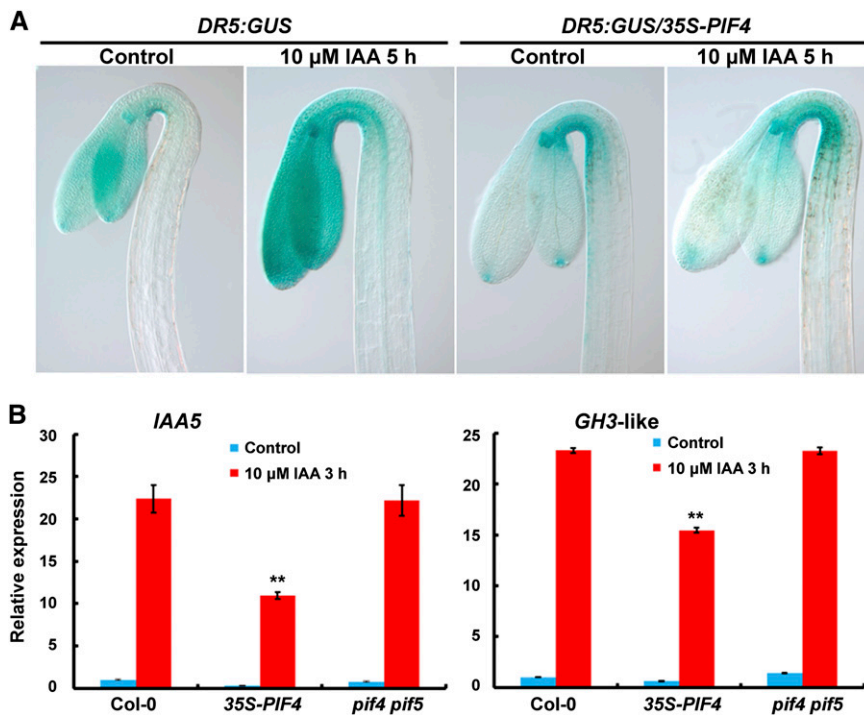 A
DR5:GUS
DR5:GUS/35S-PIF4
Control
10 µM IAA 5 h
Control
10 µM IAA 5 h
B
IAA5
GH3-like
Relative expression
30
25
20
15
10
5
0
Control
10 µM IAA 3 h
**
Col-0
35S-PIF4
pif4 pif5
25
20
15
10
5
0
Control
10 µM IAA 3 h
**
Col-0
35S-PIF4
pif4 pif5